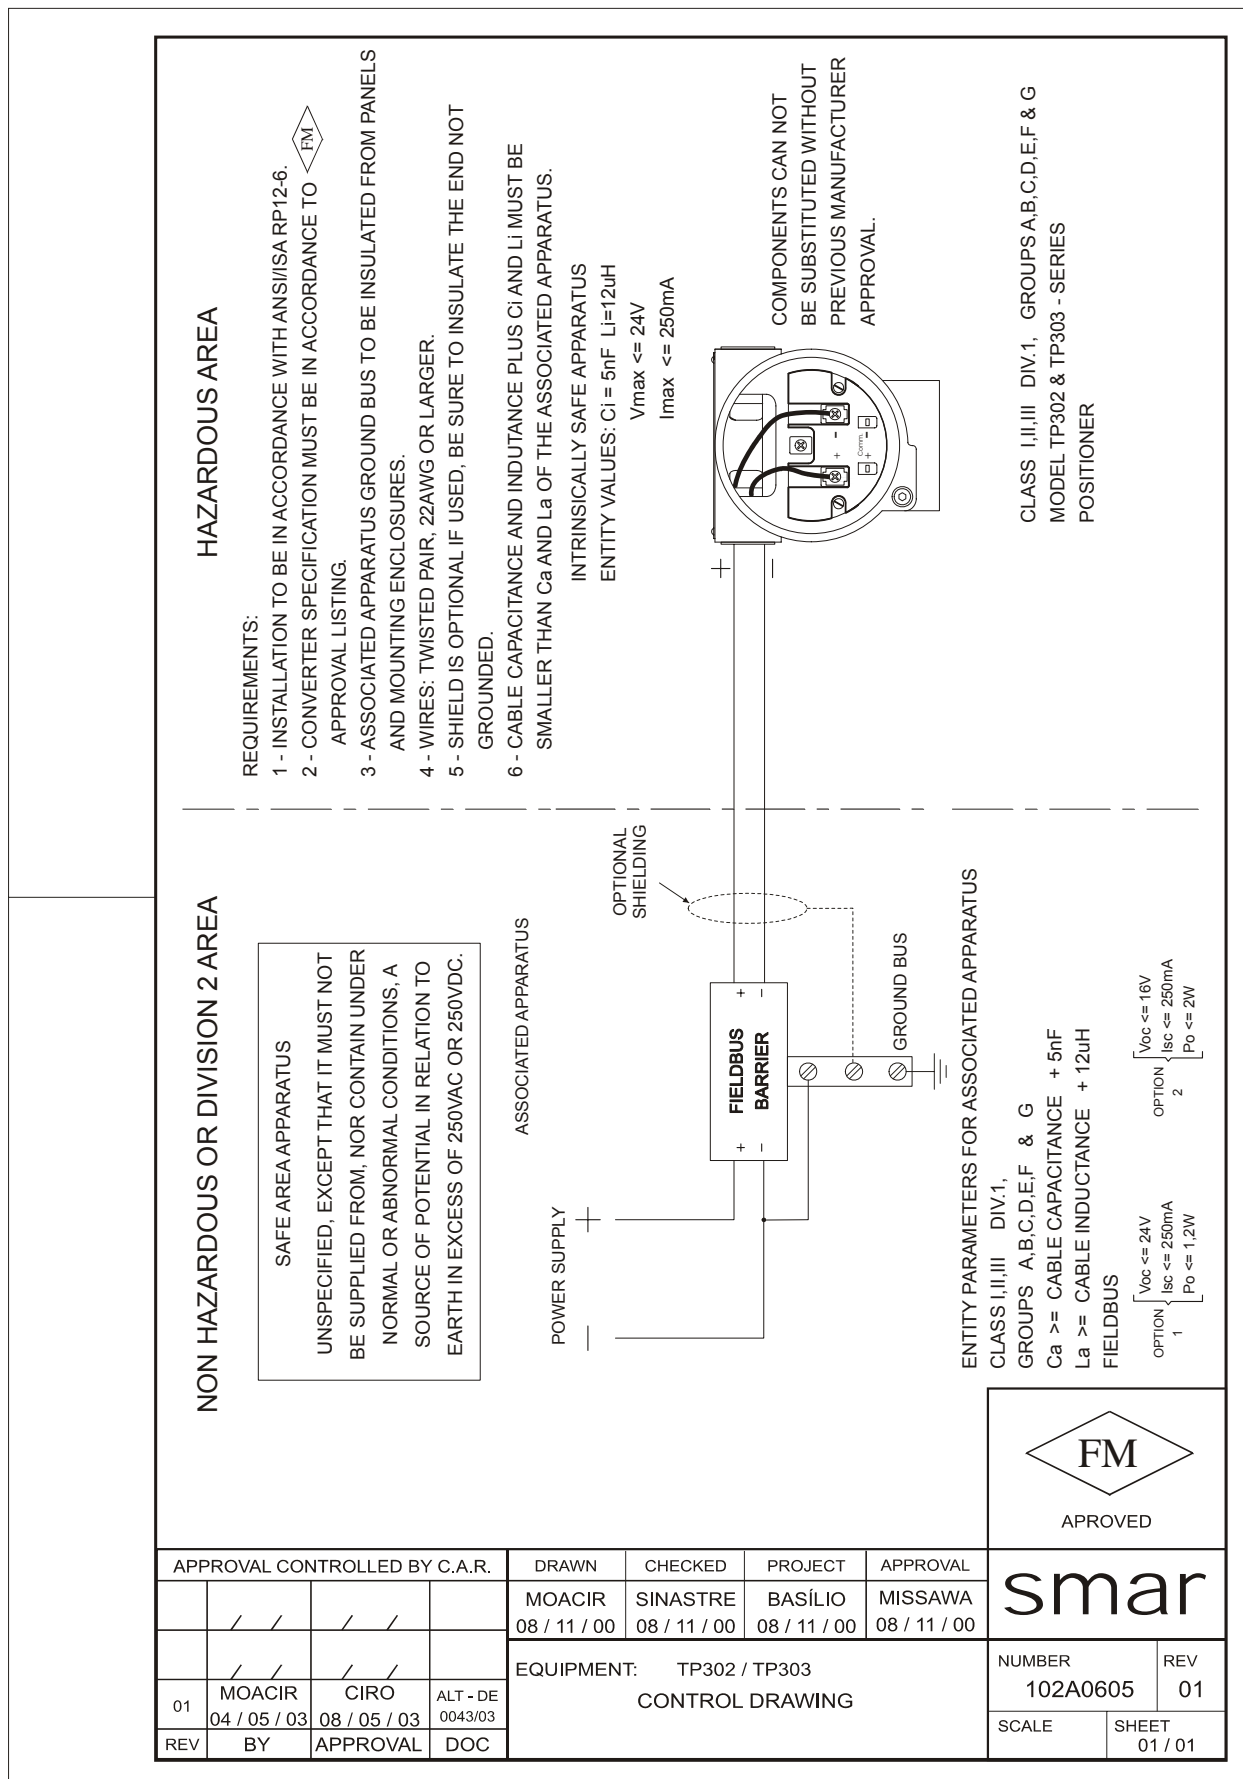 HAZARDOUS AREA
REQUIREMENTS:
1 - INSTALLATION TO BE IN ACCORDANCE WITH ANSI/ISA RP12-6.
2 - CONVERTER SPECIFICATION MUST BE IN ACCORDANCE TO FM
APPROVAL LISTING.
3 - ASSOCIATED APPARATUS GROUND BUS TO BE INSULATED FROM PANELS
AND MOUNTING ENCLOSURES.
4 - WIRES: TWISTED PAIR, 22AWG OR LARGER.
5 - SHIELD IS OPTIONAL IF USED, BE SURE TO INSULATE THE END NOT
GROUNDED.
6 - CABLE CAPACITANCE AND INDUTANCE PLUS Ci AND Li MUST BE
SMALLER THAN Ca AND La OF THE ASSOCIATED APPARATUS.
INTRINSICALLY SAFE APPARATUS
ENTITY VALUES: Ci = 5nF Li=12uH
Vmax <= 24V
Imax <= 250mA
COMPONENTS CAN NOT
BE SUBSTITUTED WITHOUT
PREVIOUS MANUFACTURER
APPROVAL.
+
-
+ -
Comm.
+ -
CLASS I,II,III DIV.1, GROUPS A,B,C,D,E,F & G
MODEL TP302 & TP303 - SERIES
POSITIONER
NON HAZARDOUS OR DIVISION 2 AREA
SAFE AREA APPARATUS
UNSPECIFIED, EXCEPT THAT IT MUST NOT
BE SUPPLIED FROM, NOR CONTAIN UNDER
NORMAL OR ABNORMAL CONDITIONS, A
SOURCE OF POTENTIAL IN RELATION TO
EARTH IN EXCESS OF 250VAC OR 250VDC.
ASSOCIATED APPARATUS
POWER SUPPLY
- +
OPTIONAL
SHIELDING
+ FIELDBUS +
- BARRIER -
GROUND BUS
ENTITY PARAMETERS FOR ASSOCIATED APPARATUS
CLASS I,II,III DIV.1,
GROUPS A,B,C,D,E,F & G
Ca >= CABLE CAPACITANCE + 5nF
La >= CABLE INDUCTANCE + 12uH
FIELDBUS
OPTION
1
Voc <= 24V
Isc <= 250mA
Po <= 1,2W
OPTION
2
Voc <= 16V
Isc <= 250mA
Po <= 2W
FM
APROVED
APPROVAL CONTROLLED BY C.A.R.
/ / / /
/ / / /
01 MOACIR CIRO ALT - DE
04 / 05 / 03 08 / 05 / 03 0043/03
REV BY APPROVAL DOC
DRAWN CHECKED PROJECT APPROVAL
MOACIR SINASTRE BASÍLIO MISSAWA
08 / 11 / 00 08 / 11 / 00 08 / 11 / 00 08 / 11 / 00
EQUIPMENT: TP302 / TP303
CONTROL DRAWING
smar
NUMBER REV
102A0605 01
SCALE SHEET
01 / 01